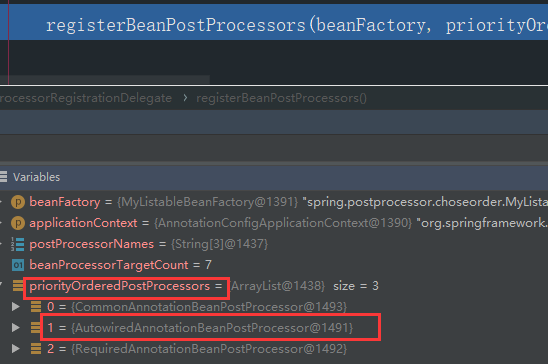 registerBeanPostProcessors(beanFactory, priorityOrd
rocessorRegistrationDelegate › registerBeanPostProcessors()
Variables
beanFactory = {MyListableBeanFactory@1391} "spring.postprocessor.choseorder.MyLista
applicationContext = {AnnotationConfigApplicationContext@1390} "org.springframework.
postProcessorNames = {String[3]@1437}
01 beanProcessorTargetCount = 7
priorityOrderedPostProcessors = ArrayList@1438} size = 3
0 = {CommonAnnotationBeanPostProcessor@1493}
1 = {AutowiredAnnotationBeanPostProcessor@1491}
2 = {RequiredAnnotationBeanPostProcessor@1492}